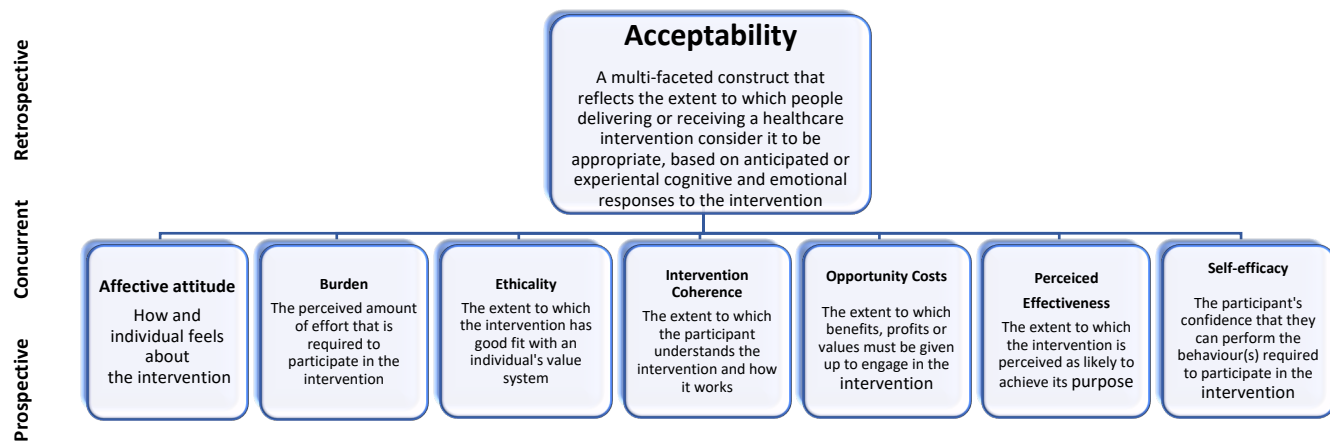 Retrospective
Concurrent
Prospective
Acceptability
A multi-faceted construct that
reflects the extent to which people
delivering or receiving a healthcare
intervention consider it to be
appropriate, based on anticipated or
experiental cognitive and emotional
responses to the intervention
Affective attitude
How and
individual feels
about
the intervention
Burden
The perceived amount
of effort that is
required to
participate in the
intervention
Ethicality
The extent to which
the intervention has
good fit with an
individual's value
system
Intervention
Coherence
The extent to which
the participant
understands the
intervention and how
it works
Opportunity Costs
The extent to which
benefits, profits or
values must be given
up to engage in the
intervention
Perceived
Effectiveness
The extent to which
the intervention is
perceived as likely to
achieve its purpose
Self-efficacy
The participant's
confidence that they
can perform the
behaviour(s) required
to participate in the
intervention